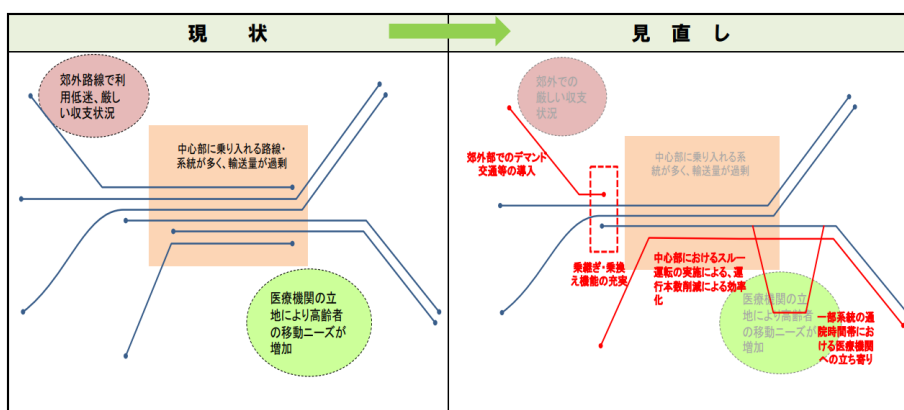 現 状
見 直 し
郊外路線で利
用低迷、厳し
い収支状況
中心部に乗り入れる路線・
系統が多く、輸送量が過剰
医療機関の立
地により高齢者
の移動ニーズが
増加
郊外での
厳しい収支
状況
郊外部でのデマンド
交通等の導入
中心部に乗り入れる系
統が多く、輸送量が過剰
乗継ぎ・乗換
え機能の充実
中心部におけるスルー
運転の実施による、運
行本数削減による効率
化
医療機関の立
地により高齢者
の移動ニーズが
増加
一部系統の通
院時間帯にお
ける医療機関
への立ち寄り